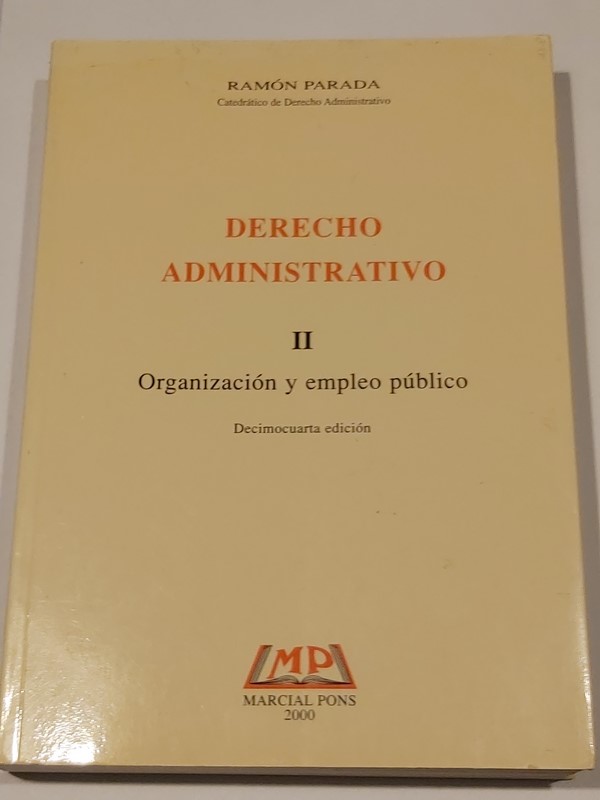 RAMÓN PARADA
Catedrático de Derecho Administrativo
DERECHO
ADMINISTRATIVO
II
Organización y empleo público
Decimocuarta edición
MP
MARCIAL PONS
2000